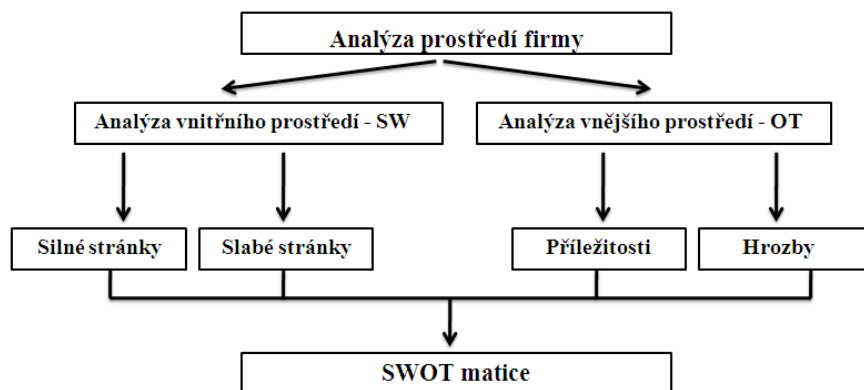 Analýza prostředí firmy
Analýza vnitřního prostředí - SW
Analýza vnějšího prostředí - OT
Silné stránky
Slabé stránky
Příležitosti
Hrozby
SWOT matice